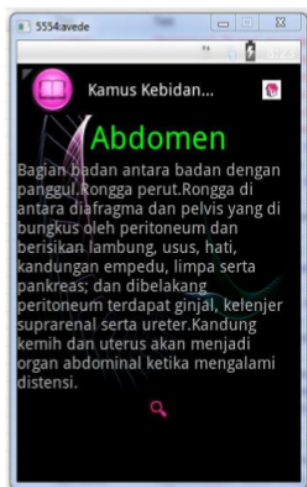 5554:avede
Kamus Kebidan...
Abdomen
Bagian badan antara badan dengan
panggul.Rongga perut.Rongga di
antara diafragma dan pelvis yang di
bungkus oleh peritoneum dan
berisikan lambung, usus, hati,
kandungan empedu, limpa serta
pankreas; dan dibelakang
peritoneum terdapat ginjal, kelenjer
suprarenal serta ureter.Kandung
kemih dan uterus akan menjadi
organ abdominal ketika mengalami
distensi.